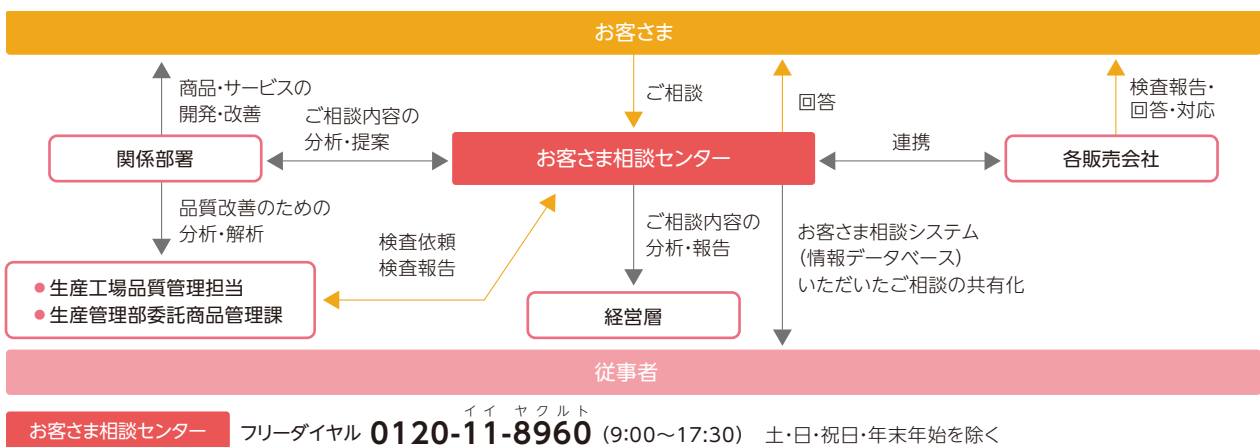 お客さま
商品・サービスの
開発・改善
ご相談内容の
分析・提案
ご相談
回答
検査報告・
回答・対応
関係部署
お客さま相談センター
連携
各販売会社
品質改善のための
分析・解析
検査依頼
検査報告
ご相談内容の
分析・報告
お客さま相談システム
(情報データベース)
いただいたご相談の共有化
●生産工場品質管理担当
●生産管理部委託商品管理課
経営層
従事者
イイ ヤクルト
お客さま相談センター フリーダイヤル 0120-11-8960 (9:00～17:30) 土・日・祝日・年末年始を除く